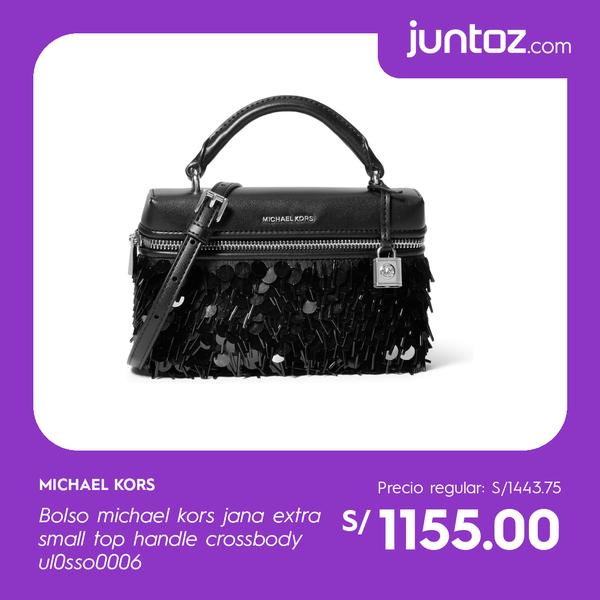 juntoz.com
MICHAEL KORS
MICHAEL KORS
Bolso michael kors jana extra
small top handle crossbody
ul0sso0006
Precio regular: S/1443.75
S/1155.00